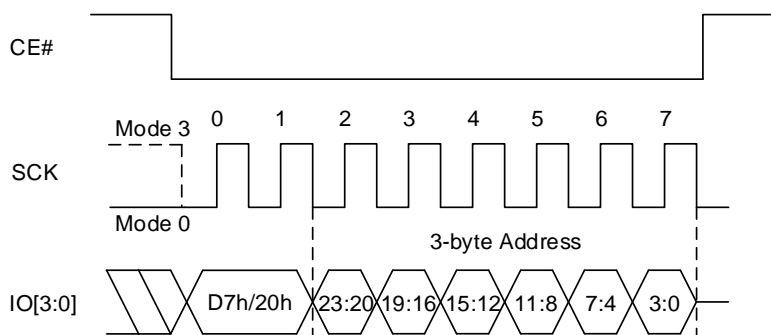 CE#
Mode 3
0 1 2 3 4 5 6 7
SCK
Mode 0
3-byte Address
IO[3:0]
D7h/20h 23:20 19:16 15:12 11:8 7:4 3:0